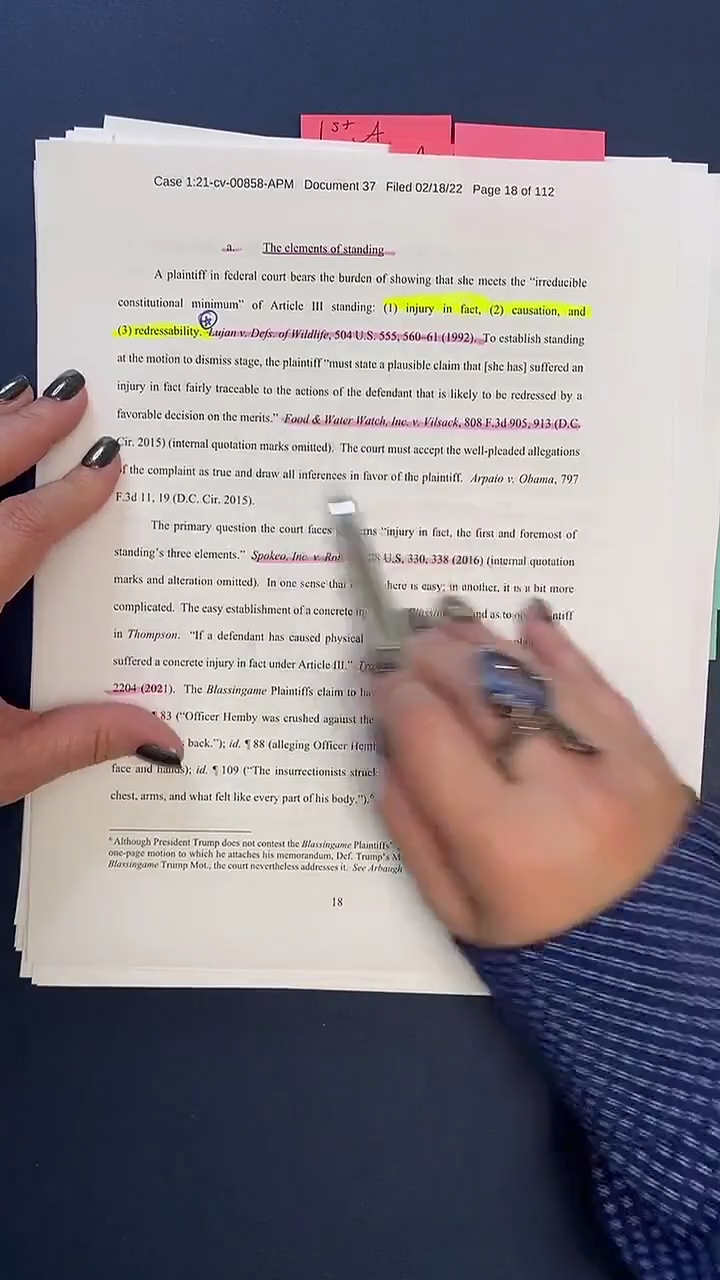 1st A
Case 1:21-cv-00858-APM Document 37 Filed 02/18/22 Page 18 of 112
a. The elements of standing
A plaintiff in federal court bears the burden of showing that she meets the “irreducible
constitutional minimum” of Article III standing: (1) injury in fact, (2) causation, and
(3) redressability. Lujan v. Defs. of Wildlife, 504 U.S. 555, 560–61 (1992). To establish standing
at the motion to dismiss stage, the plaintiff “must state a plausible claim that [she has] suffered an
injury in fact fairly traceable to the actions of the defendant that is likely to be redressed by a
favorable decision on the merits.” Food & Water Watch, Inc. v. Vilsack, 808 F.3d 905, 913 (D.C.
Cir. 2015) (internal quotation marks omitted). The court must accept the well-pleaded allegations
of the complaint as true and draw all inferences in favor of the plaintiff. Arpaio v. Obama, 797
F.3d 11, 19 (D.C. Cir. 2015).
The primary question the court faces “injury in fact, the first and foremost of
standing’s three elements.” Spokeo, Inc. v. U.S. 330, 338 (2016) (internal quotation
marks and alteration omitted). In one sense that here is easy; in another, it is a bit more
complicated. The easy establishment of a concrete and as to
in Thompson. “If a defendant has caused physical
suffered a concrete injury in fact under Article III.”
2204 (2021). The Blassingame Plaintiffs claim to
83 (“Officer Hemby was crushed against the
back.”); id. ¶ 88 (alleging Officer
face and hands); id. ¶ 109 (“The insurrectionists
chest, arms, and what felt like every part of his body.”).6
6 Although President Trump does not contest the Blassingame Plaintiffs’
one-page motion to which he attaches his memorandum, Def. Trump’s
Blassingame Trump Mot., the court nevertheless addresses it. See Arbaugh
18